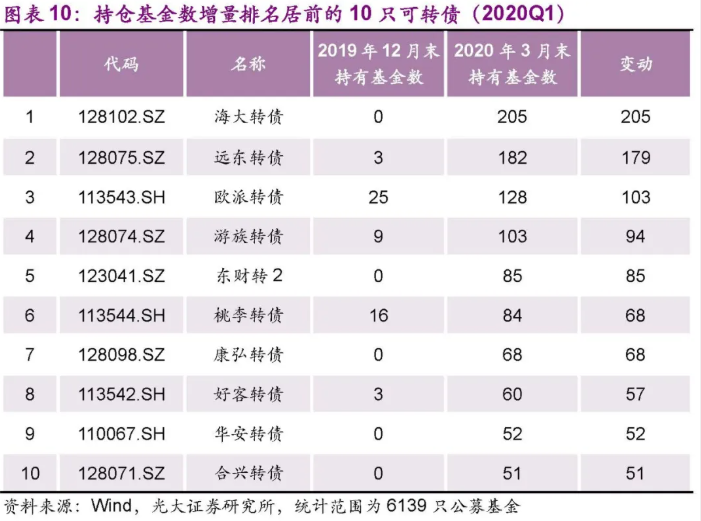 图表 10：持仓基金数增量排名居前的 10 只可转债（2020Q1）
代码 名称 2019 年 12 月末持有基金数 2020 年 3 月末持有基金数 变动
1 128102.SZ 海大转债 0 205 205
2 128075.SZ 远东转债 3 182 179
3 113543.SH 欧派转债 25 128 103
4 128074.SZ 游族转债 9 103 94
5 123041.SZ 东财转 2 0 85 85
6 113544.SH 桃李转债 16 84 68
7 128098.SZ 康弘转债 0 68 68
8 113542.SH 好客转债 3 60 57
9 110067.SH 华安转债 0 52 52
10 128071.SZ 合兴转债 0 51 51
资料来源：Wind，光大证券研究所，统计范围为 6139 只公募基金